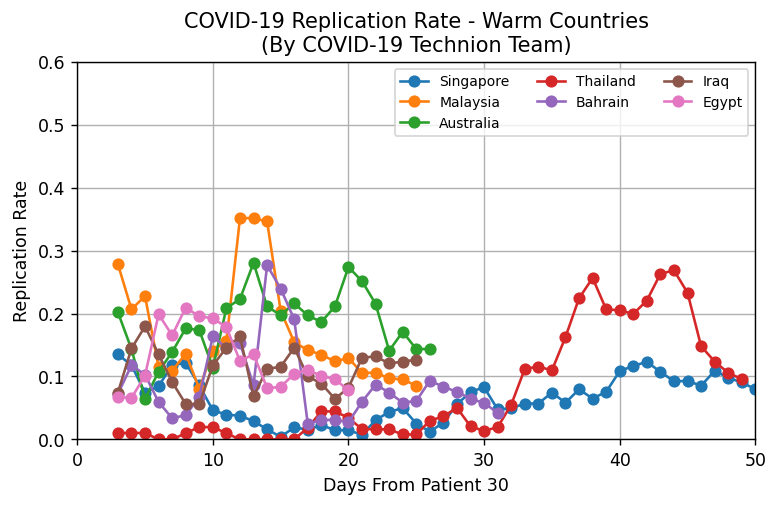 COVID-19 Replication Rate - Warm Countries
(By COVID-19 Technion Team)
Replication Rate
0.6
0.5
0.4
0.3
0.2
0.1
0.0
Singapore
Malaysia
Australia
Thailand
Bahrain
Iraq
Egypt
0 10 20 30 40 50
Days From Patient 30